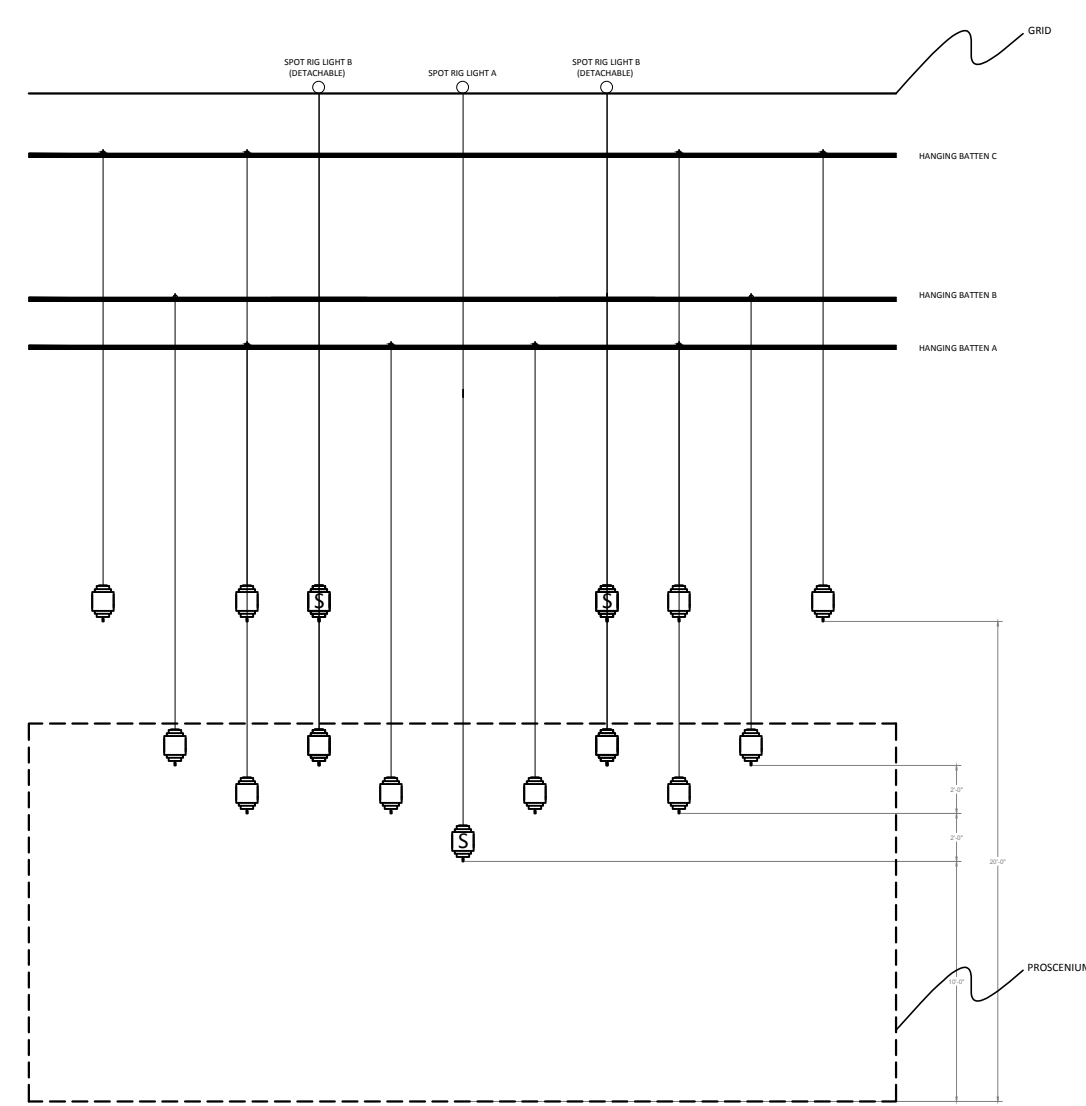 GRID
SPOT RIG LIGHT B
(DETACHABLE)
SPOT RIG LIGHT A
SPOT RIG LIGHT B
(DETACHABLE)
HANGING BATTEN C
HANGING BATTEN B
HANGING BATTEN A
S
S
2'-0"
S
2'-0"
20'-0"
PROSCENIUM
10'-0"